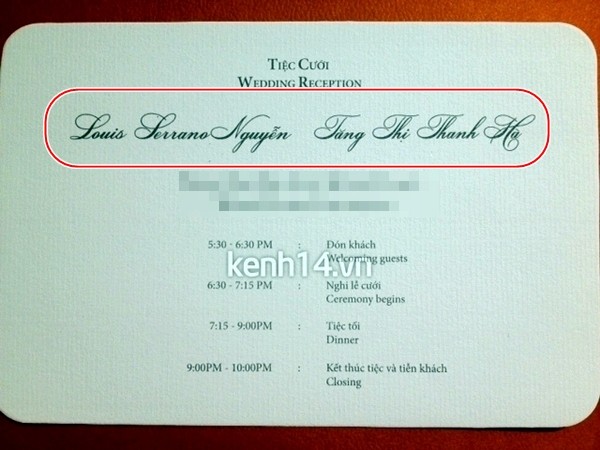 TIỆC CƯỚI
WEDDING RECEPTION
Louis Serrano Nguyễn Tăng Thị Thanh Hà
5:30 - 6:30 PM : Đón khách
Welcoming guests
kenh14.vn
6:30 - 7:15 PM : Nghi lễ cưới
Ceremony begins
7:15 - 9:00PM : Tiệc tối
Dinner
9:00PM - 10:00PM : Kết thúc tiệc và tiễn khách
Closing